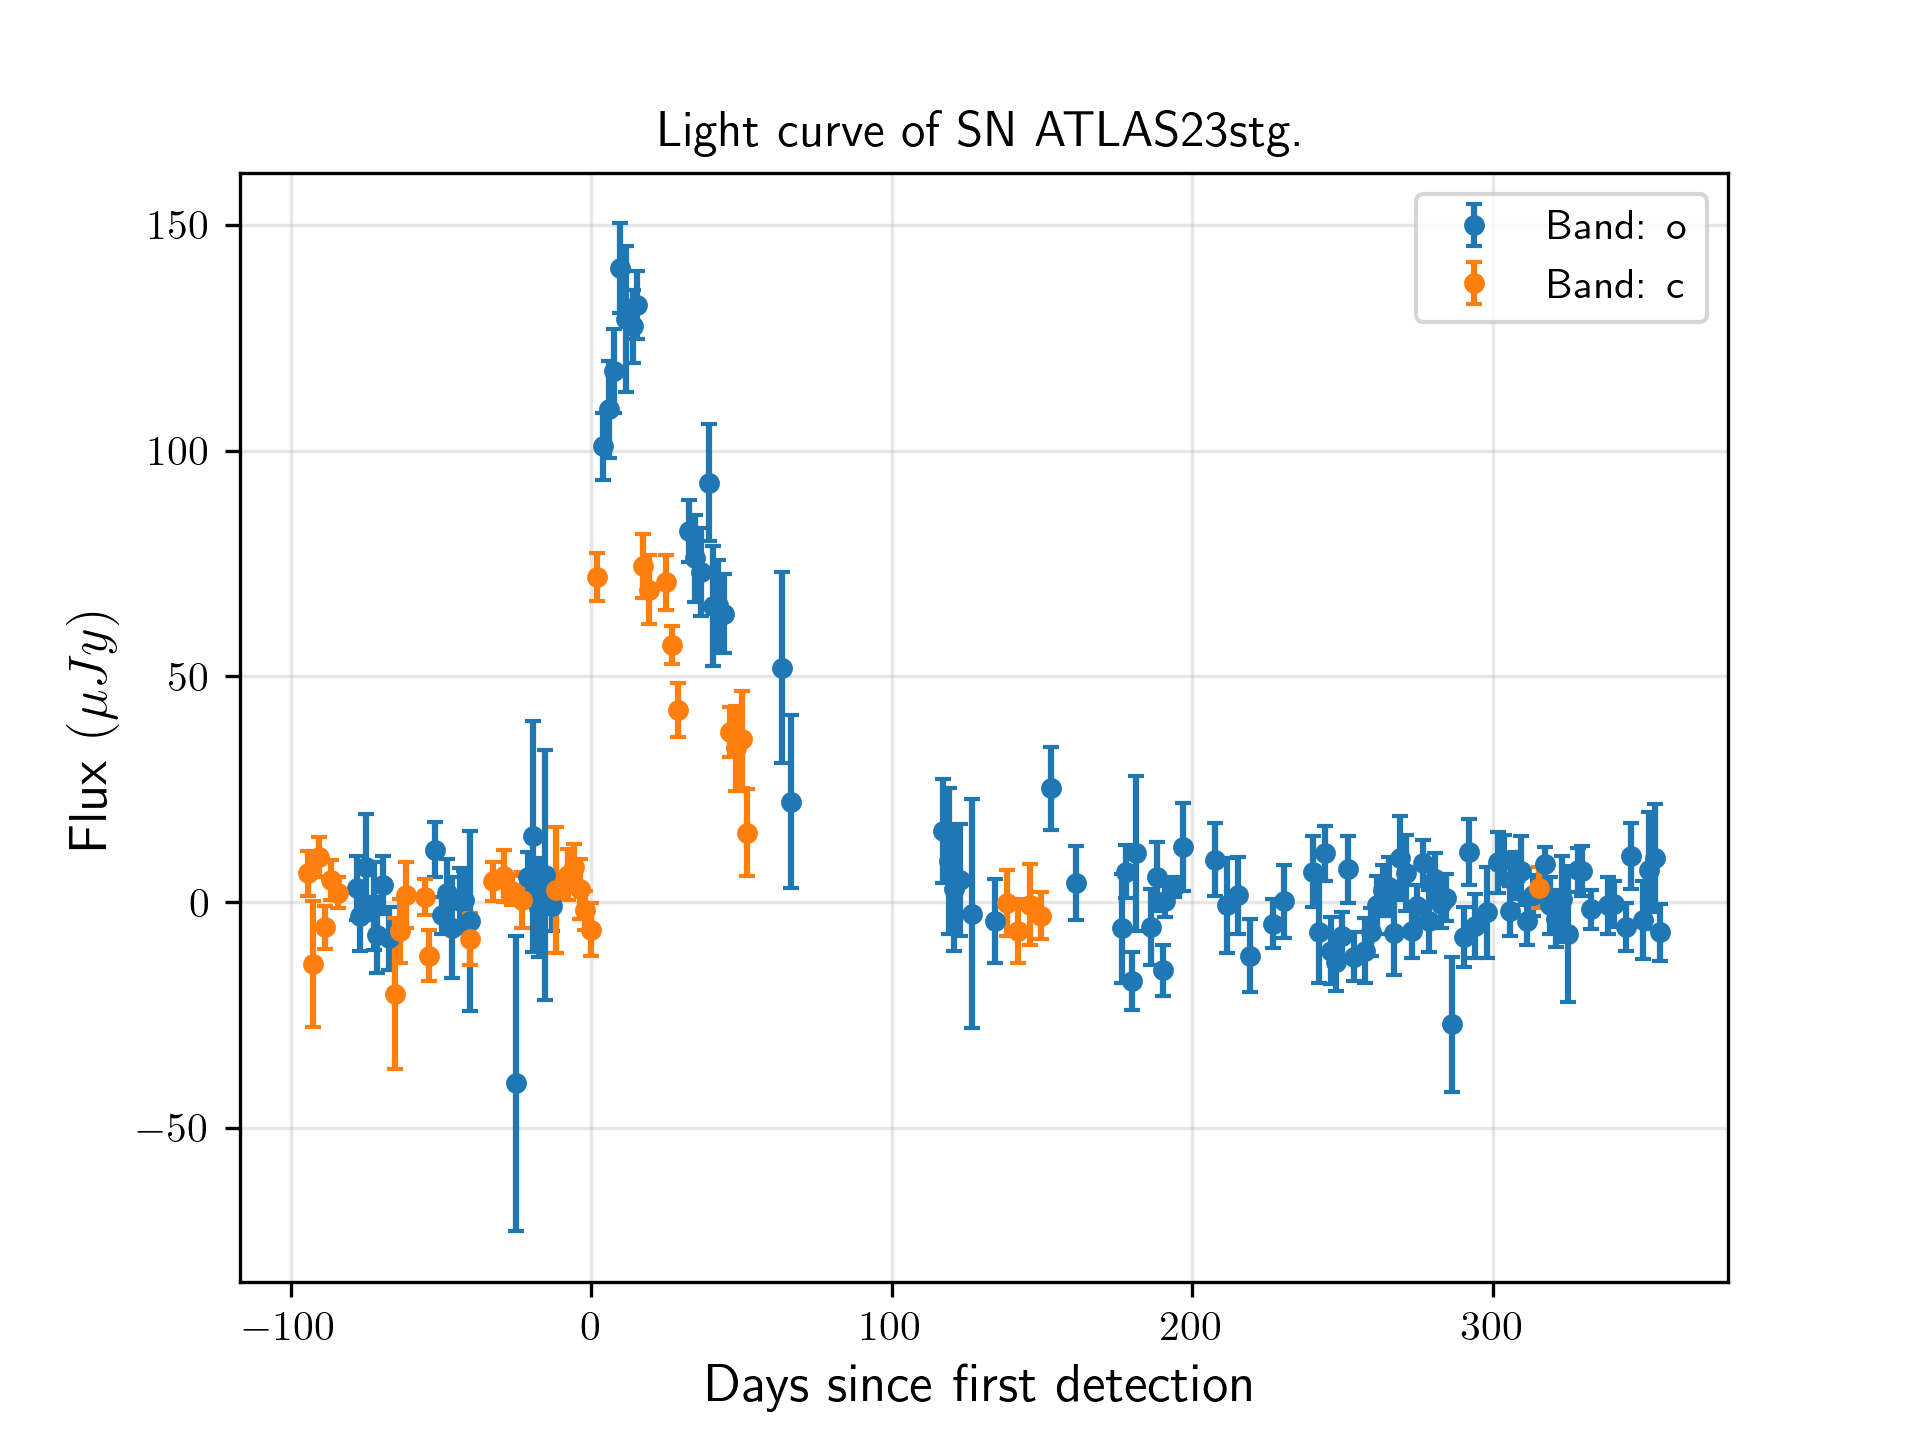 Light curve of SN ATLAS23stg.
Band: o
Band: c
150
100
50
0
−50
Flux (μJy)
−100 0 100 200 300
Days since first detection